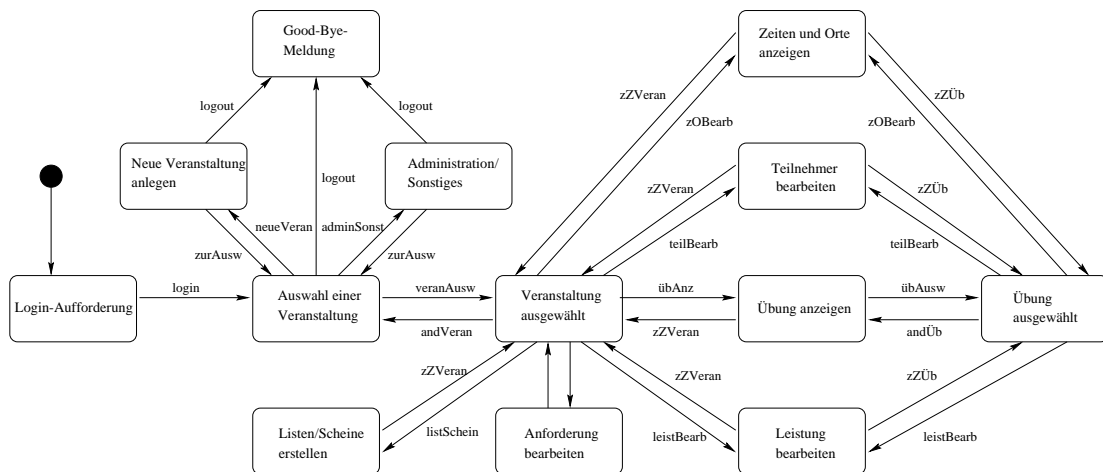 Good-Bye-
Meldung
Zeiten und Orte
anzeigen
logout
logout
zZVeran
zOBearb
zZÜb
zOBearb
Neue Veranstaltung
anlegen
logout
Administration/
Sonstiges
Teilnehmer
bearbeiten
zZVeran
zZÜb
neueVeran
adminSonst
teilBearb
teilBearb
zurAusw
zurAusw
Login-Aufforderung
login
Auswahl einer
Veranstaltung
veranAusw
andVeran
Veranstaltung
ausgewählt
übAnz
zZVeran
Übung anzeigen
übAusw
andÜb
Übung
ausgewählt
zZVeran
zZVeran
zZÜb
Listen/Scheine
erstellen
listSchein
Anforderung
bearbeiten
leistBearb
Leistung
bearbeiten
leistBearb